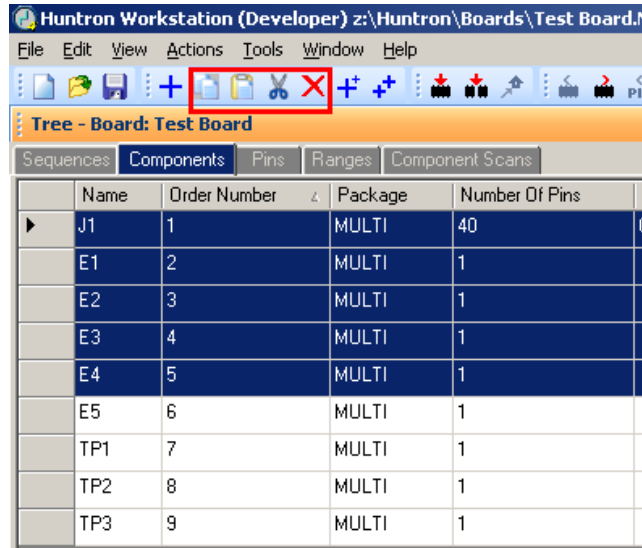 Huntron Workstation (Developer) z:\Huntron\Boards\Test Board.
File Edit View Actions Tools Window Help
Tree - Board: Test Board
Sequences Components Pins Ranges Component Scans
Name Order Number Package Number Of Pins
J1 1 MULTI 40
E1 2 MULTI 1
E2 3 MULTI 1
E3 4 MULTI 1
E4 5 MULTI 1
E5 6 MULTI 1
TP1 7 MULTI 1
TP2 8 MULTI 1
TP3 9 MULTI 1